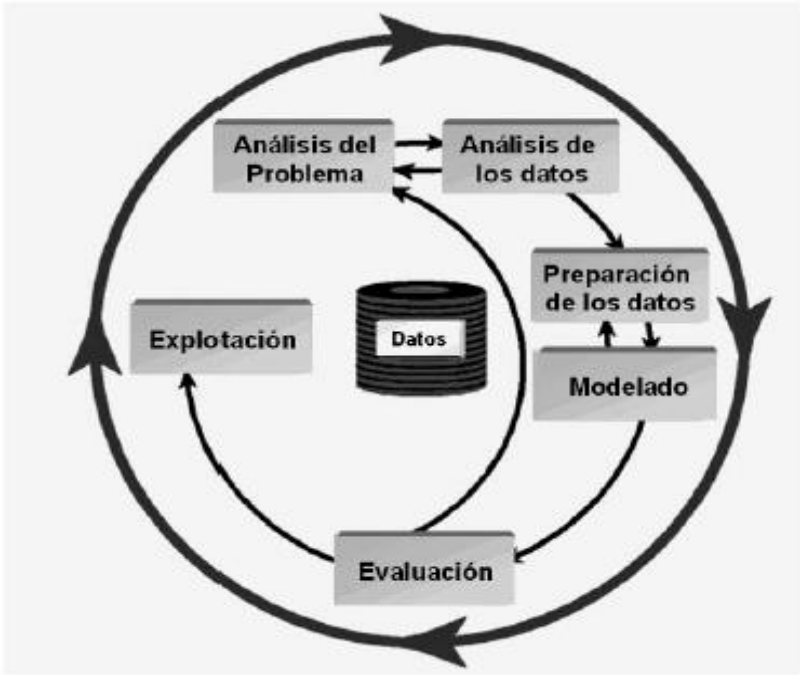 Análisis del
Problema
Análisis de
los datos
Preparación
de los datos
Modelado
Evaluación
Explotación
Datos